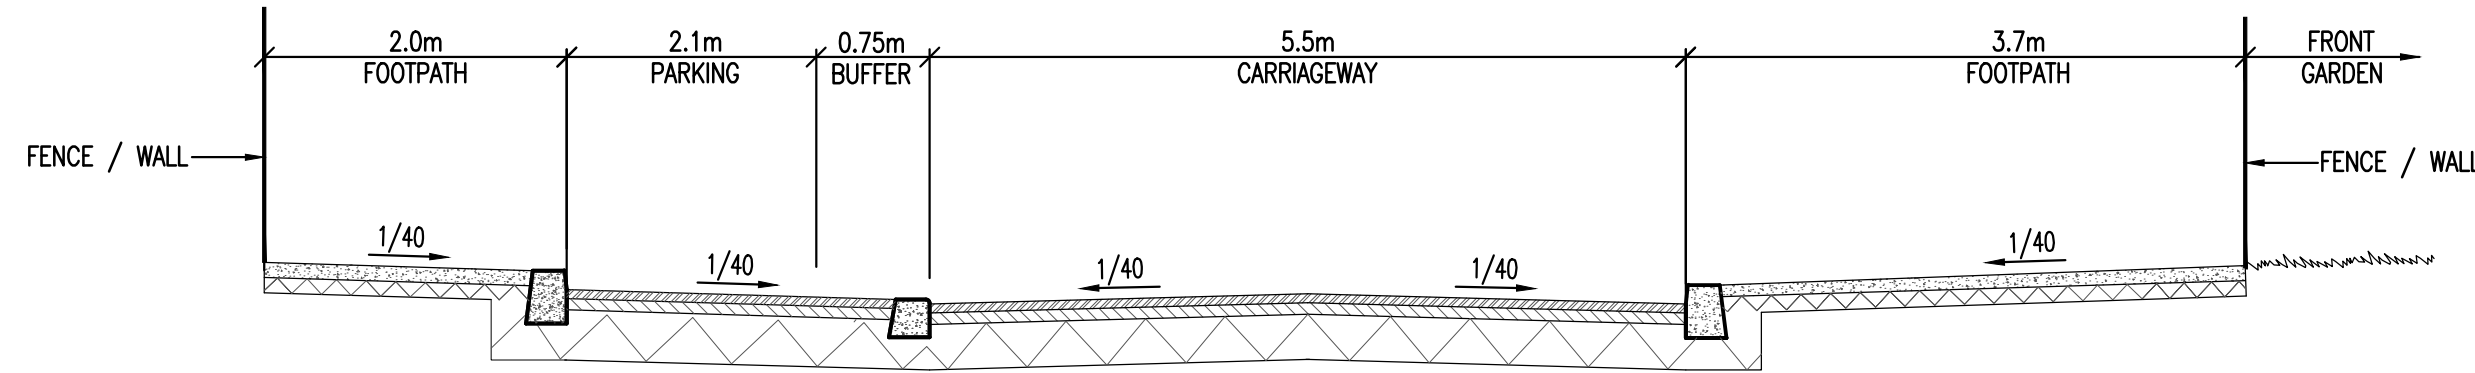 2.0m
FOOTPATH
2.1m
PARKING
0.75m
BUFFER
5.5m
CARRIAGEWAY
3.7m
FOOTPATH
FRONT
GARDEN
FENCE / WALL
FENCE / WALL
1/40
1/40
1/40
1/40
1/40